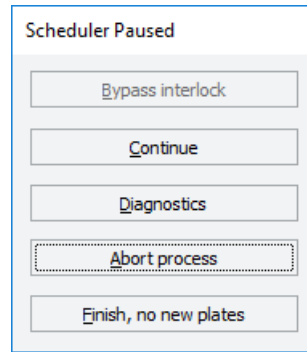 Scheduler Paused
Bypass interlock
Continue
Diagnostics
Abort process
Finish, no new plates